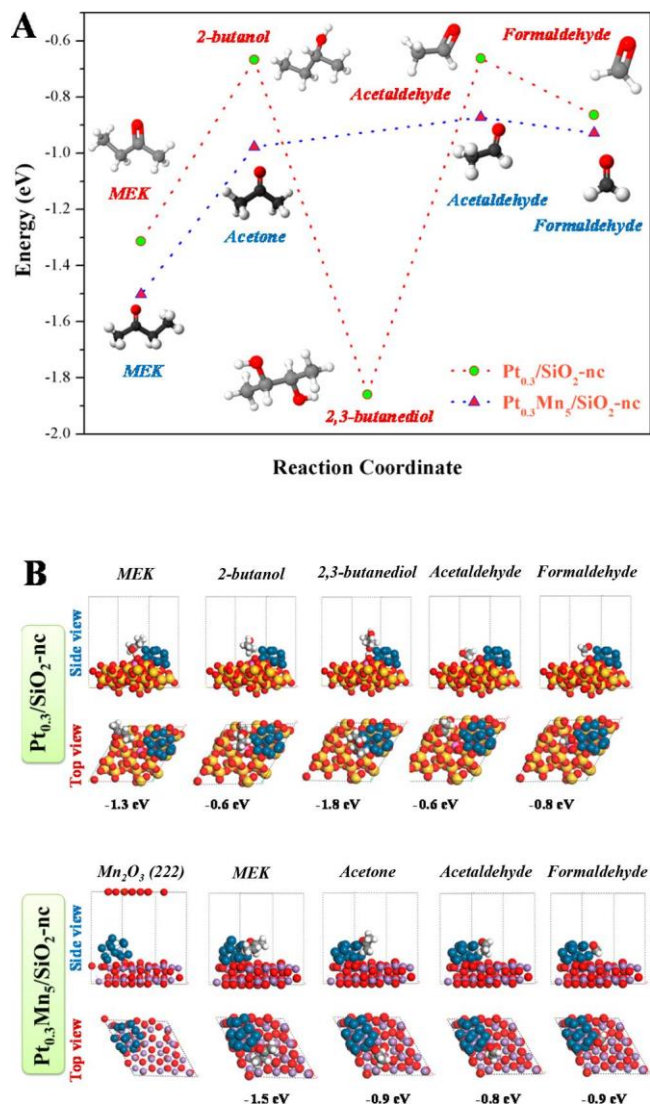 A
-0.6
-0.8
-1.0
-1.2
-1.4
-1.6
-1.8
-2.0
Energy (eV)
Reaction Coordinate
2-butanol
Formaldehyde
Acetaldehyde
MEK
Acetone
Acetaldehyde
Formaldehyde
MEK
2,3-butanediol
Pt0.3/SiO2-nc
Pt0.3Mn5/SiO2-nc
B
MEK 2-butanol 2,3-butanediol Acetaldehyde Formaldehyde
Pt0.3/SiO2-nc
Side view
Top view
-1.3 eV -0.6 eV -1.8 eV -0.6 eV -0.8 eV
Mn2O3 (222) MEK Acetone Acetaldehyde Formaldehyde
Pt0.3Mn5/SiO2-nc
Side view
Top view
-1.5 eV -0.9 eV -0.8 eV -0.9 eV